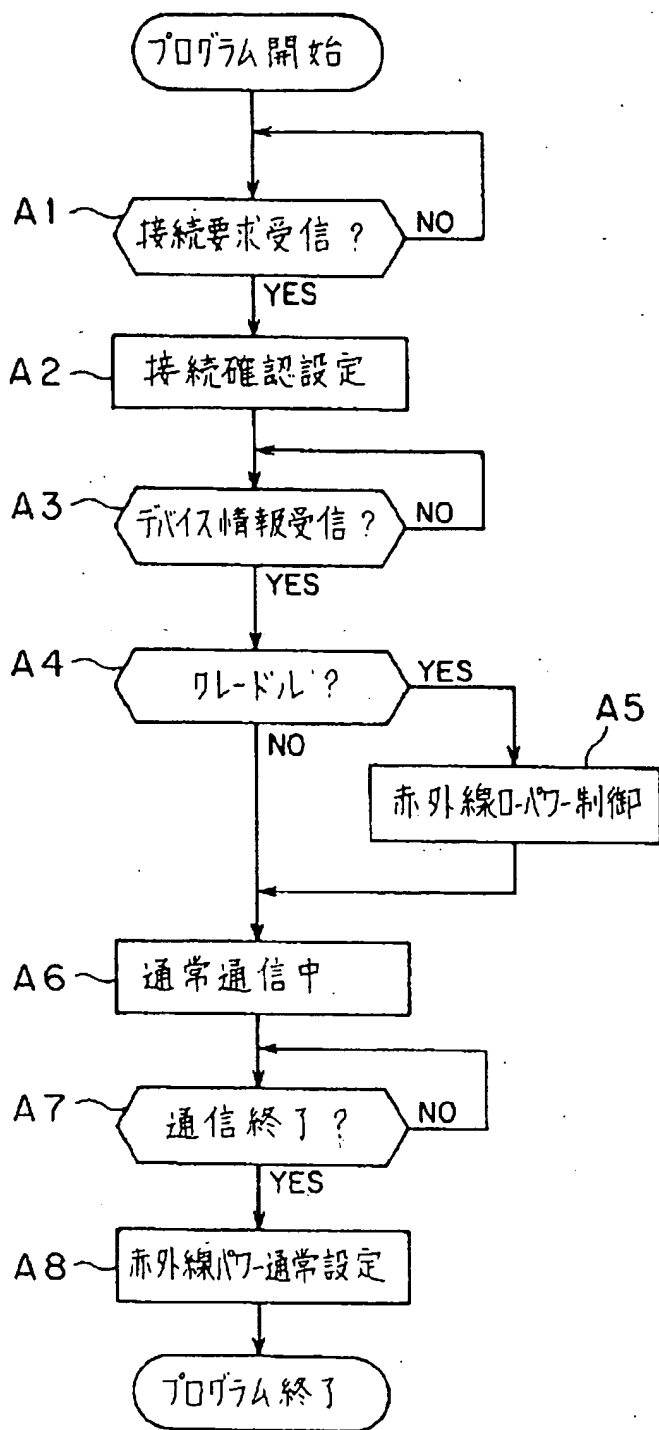 プログラム開始
A1
接続要求受信?
NO
YES
A2
接続確認設定
A3
デバイス情報受信?
NO
YES
A4
クレードル?
YES
NO
A5
赤外線ローパワー制御
A6
通常通信中
A7
通信終了?
NO
YES
A8
赤外線パワー通常設定
プログラム終了